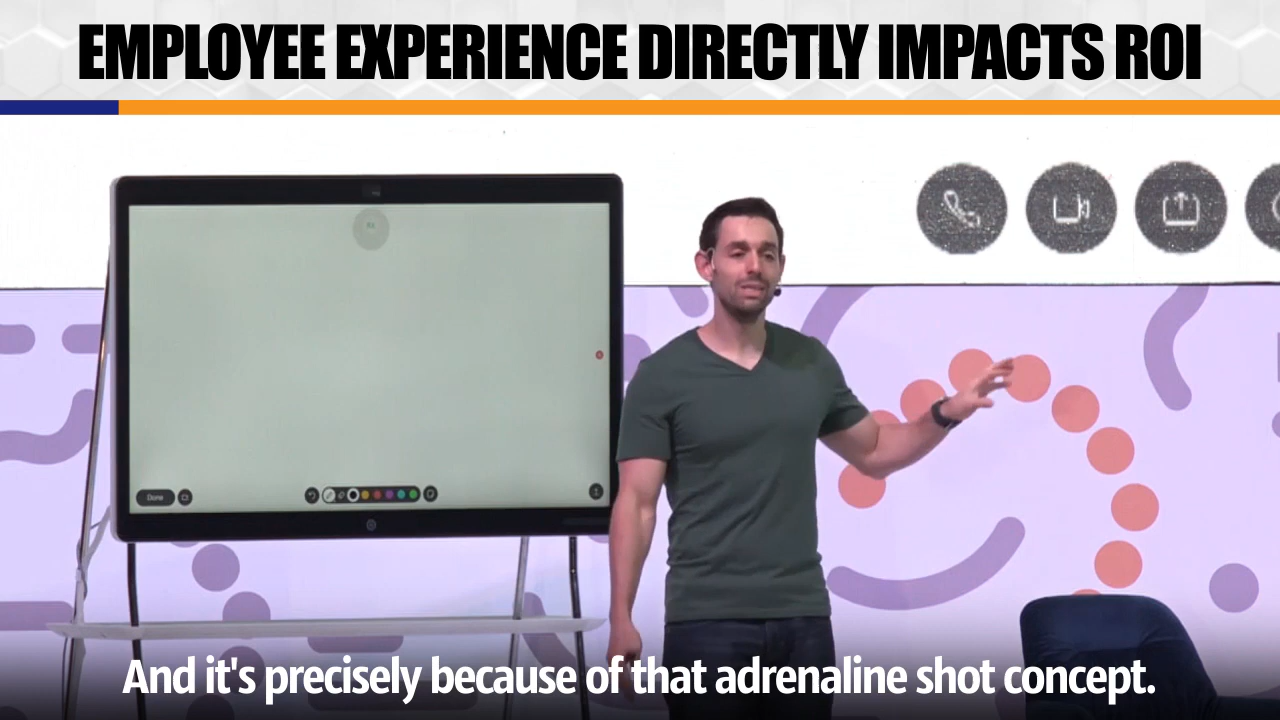 EMPLOYEE EXPERIENCE DIRECTLY IMPACTS ROI
Done
And it's precisely because of that adrenaline shot concept.